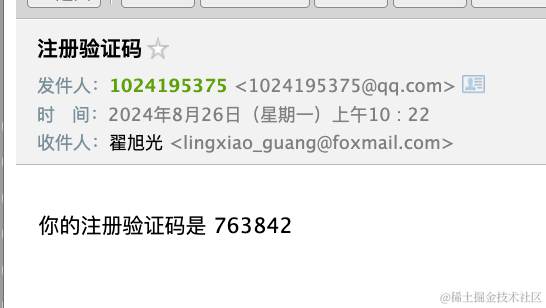 注册验证码
发件人：1024195375 <1024195375@qq.com>
时 间：2024年8月26日（星期一）上午10：22
收件人：翟旭光 <lingxiao_guang@foxmail.com>
你的注册验证码是 763842
@稀土掘金技术社区